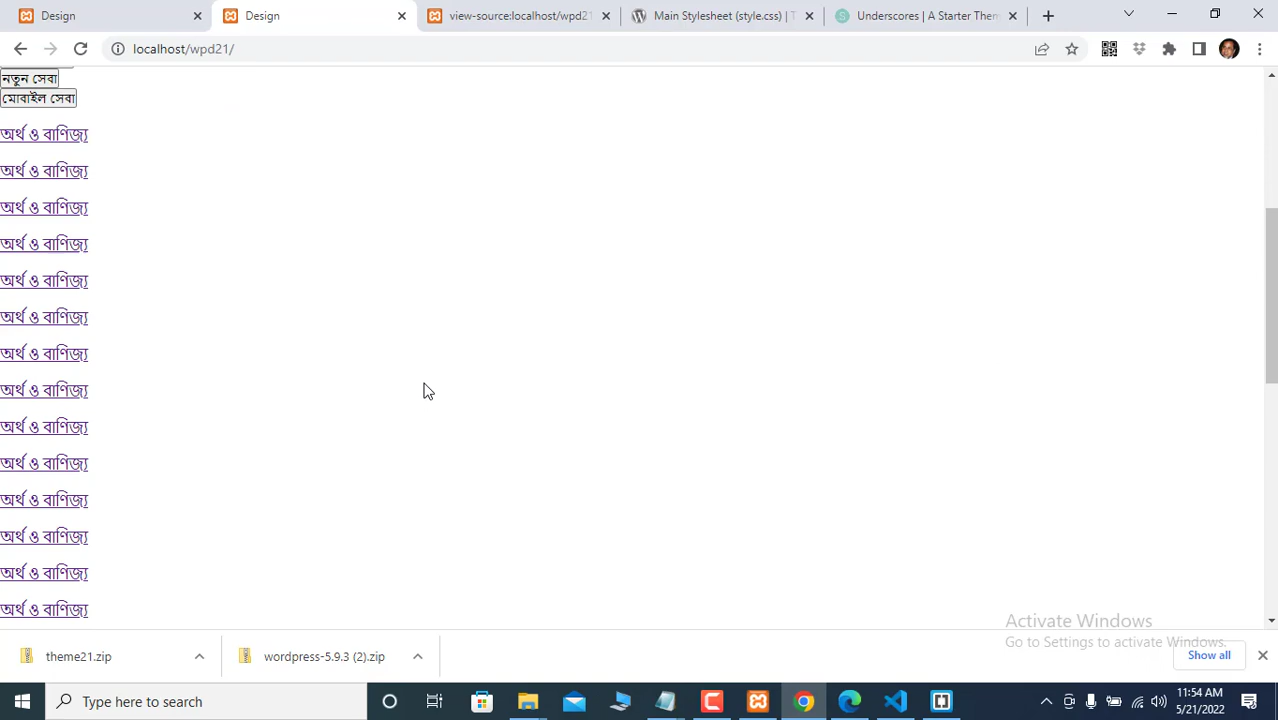 Design
Design
view-source:localhost/wpd21
Main Stylesheet (style.css) | T
Underscores | A Starter Them
localhost/wpd21/
নতুন সেবা
মোবাইল সেবা
অর্থ ও বাণিজ্য
অর্থ ও বাণিজ্য
অর্থ ও বাণিজ্য
অর্থ ও বাণিজ্য
অর্থ ও বাণিজ্য
অর্থ ও বাণিজ্য
অর্থ ও বাণিজ্য
অর্থ ও বাণিজ্য
অর্থ ও বাণিজ্য
অর্থ ও বাণিজ্য
অর্থ ও বাণিজ্য
অর্থ ও বাণিজ্য
অর্থ ও বাণিজ্য
অর্থ ও বাণিজ্য
Activate Windows
Go to Settings to activate Windows.
theme21.zip
wordpress-5.9.3 (2).zip
Show all
Type here to search
11:54 AM
5/21/2022